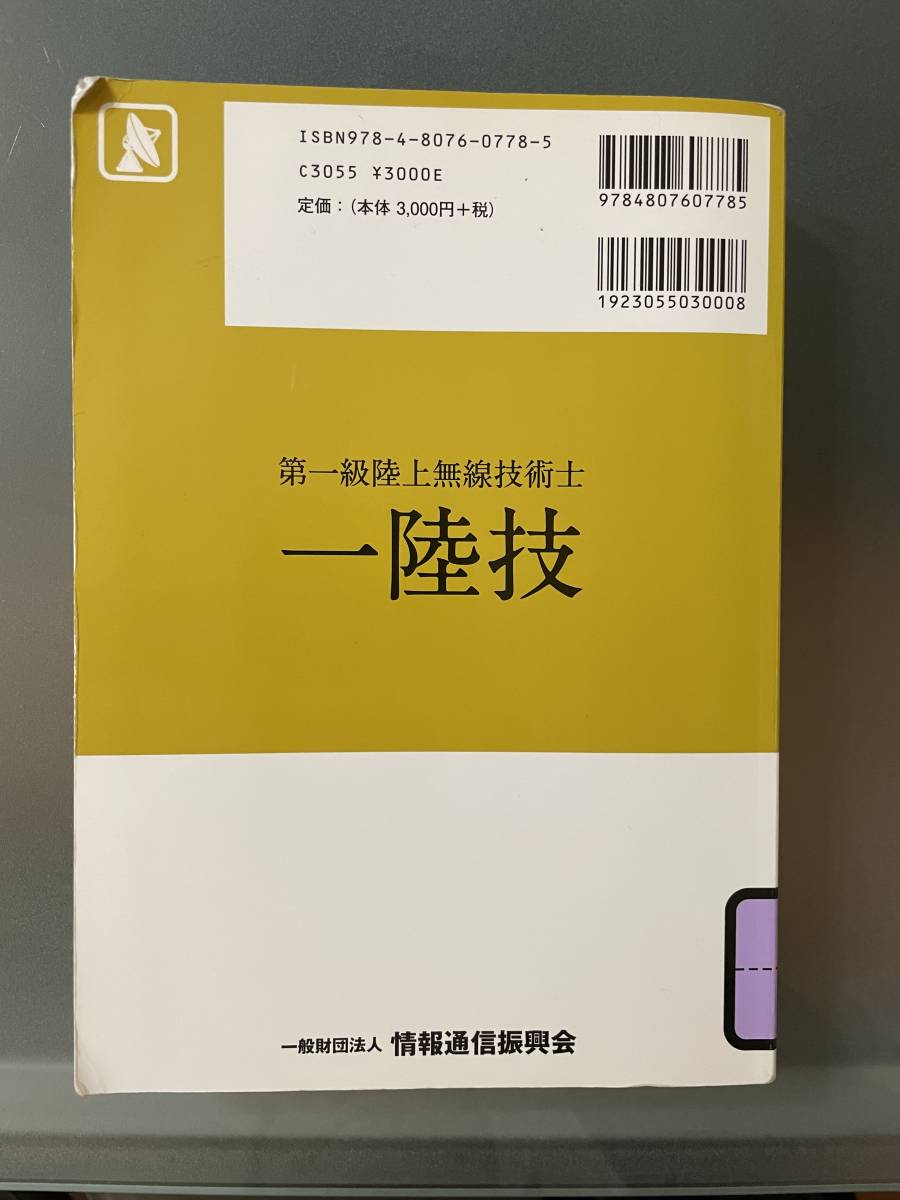 ISBN978-4-8076-0778-5
C3055 ¥3000E
定価：（本体 3,000円＋税）
9784807607785
1923055030008
第一級陸上無線技術士
一陸技
一般財団法人 情報通信振興会